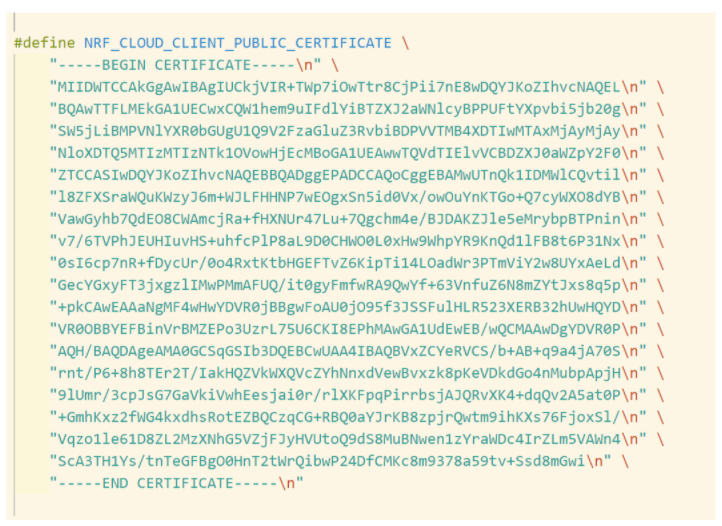 #define NRF_CLOUD_CLIENT_PUBLIC_CERTIFICATE \
"-----BEGIN CERTIFICATE-----\n" \
"MIIDWTCCAkGgAwIBAgIUCkjVIR+TWp7iOwTtr8CjPii7nE8wDQYJKoZIhvcNAQEL\n" \
"BQAwTTFLMEkGA1UECwxCQW1hem9uIFdlYiBTZXJ2aWNlcyBPPUFtYXpvbi5jb20g\n" \
"SW5jLiBMPVNlYXR0bGUgU1Q9V2FzaGluZ3RvbiBDPVVTMB4XDTIwMTAxMjAyMjAy\n" \
"NloXDTQ5MTIzMTIzNTk1OVowHjEcMBoGA1UEAwwTQVdTIElvVCBDZXJ0aWZpY2F0\n" \
"ZTCCASIwDQYJKoZIhvcNAQEBBQADggEPADCCAQoCggEBAMwUTnQk1IDMWlCQvtil\n" \
"l8ZFXSraWQuKWzyJ6m+WJLFHHNP7wEOgxSn5id0Vx/owOuYnKTGo+Q7cyWXO8dYB\n" \
"VawGyhb7QdEO8CWAmcjRa+fHXNUr47Lu+7Qgchm4e/BJDAKZJle5eMrybpBTPnin\n" \
"v7/6TVPhJEUHIuvHS+uhfcPlP8aL9D0CHWO0L0xHw9WhpYR9KnQd1lFB8t6P31Nx\n" \
"0sI6cp7nR+fDycUr/0o4RxtKtbHGEFTvZ6KipTi14LOadWr3PTmViY2w8UYxAeLd\n" \
"GecYGxyFT3jxgzlIMwPMmAFUQ/it0gyFmfwRA9QwYf+63VnfuZ6N8mZYtJxs8q5p\n" \
"+pkCAwEAAaNgMF4wHwYDVR0jBBgwFoAU0jO95f3JSSFulHLR523XERB32hUwHQYD\n" \
"VR0OBBYEFBinVrBMZEPo3UzrL75U6CKI8EPhMAwGA1UdEwEB/wQCMAAwDgYDVR0P\n" \
"AQH/BAQDAgeAMA0GCSqGSIb3DQEBCwUAA4IBAQBVxZCYeRVCS/b+AB+q9a4jA70S\n" \
"rnt/P6+8h8TEr2T/IakHQZVkWXQVcZYhNnxdVewBvxzk8pKeVDkdGo4nMubpApjH\n" \
"9lUmr/3cpJsG7GaVkiVwhEesjai0r/rlXKFpqPirrbsjAJQRvXK4+dqQv2A5at0P\n" \
"+GmhKxz2fWG4kxdhsRotEZBQCzqCG+RBQ0aYJrKB8zpjrQwtm9ihKXs76FjoxSl/\n" \
"Vqzo1le61D8ZL2MzXNhG5VZjFJyHVUtoQ9dS8MuBNwen1zYraWDc4IrZLm5VAWn4\n" \
"ScA3TH1Ys/tnTeGFBgO0HnT2tWrQibwP24DfCMKc8m9378a59tv+Ssd8mGwi\n" \
"-----END CERTIFICATE-----\n"